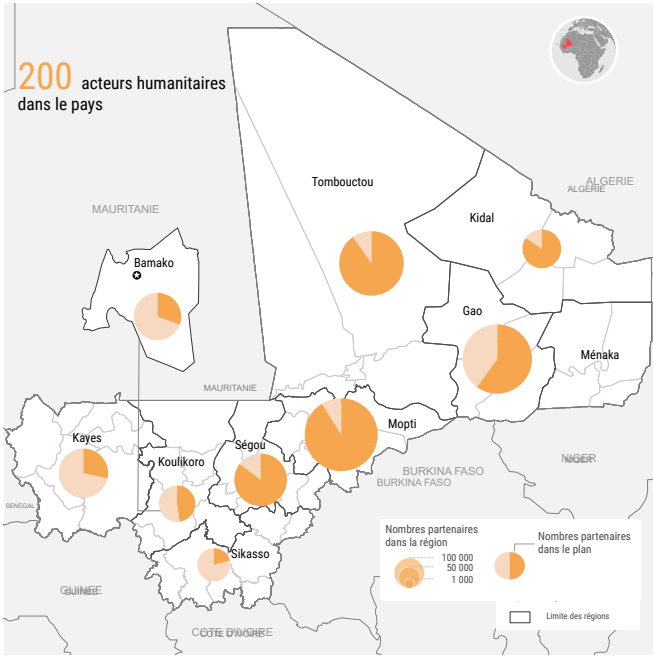 200 acteurs humanitaires
dans le pays
ALGERIE
ALGERIE
Tombouctou
Kidal
MAURITANIE
Bamako
Gao
Ménaka
MAURITANIE
Mopti
Kayes
Ségou
Koulikoro
BURKINA FASO
BURKINA FASO
NIGER
NIGER
SENEGAL
Sikasso
GUINEE
GUINEE
COTE D'IVOIRE
COTE D'IVOIRE
Nombres partenaires
dans la région
100 000
50 000
1 000
Nombres partenaires
dans le plan
Limite des régions